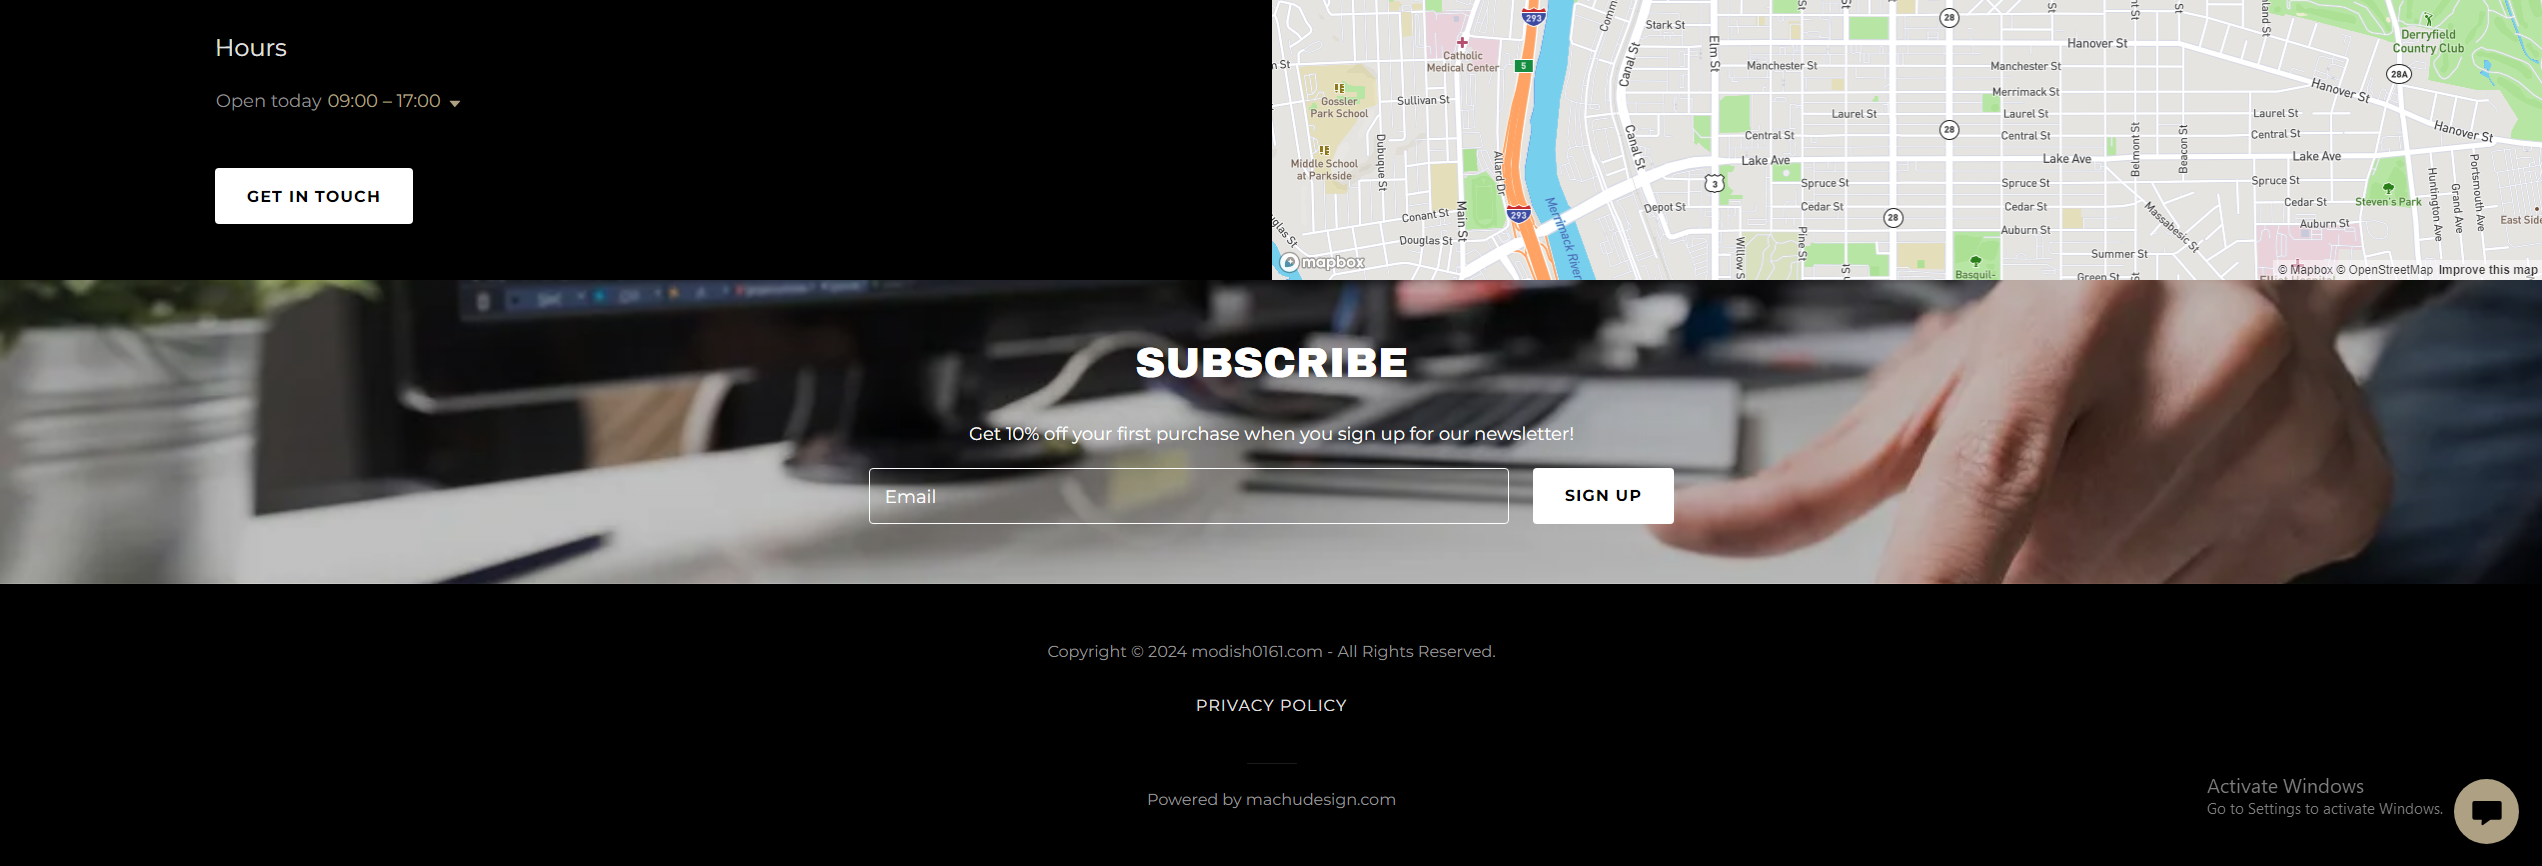 Hours
Open today 09:00 – 17:00
GET IN TOUCH
293
Comm
Stark St
Canal St
Elm St
28
Hanover St
Derryfield
Country Club
Catholic
Medical Center
5
Manchester St
Manchester St
28A
Hanover St
Gossler
Park School
Sullivan St
Merrimack St
Laurel St
Laurel St
Laurel St
Central St
28
Central St
Central St
Hanover St
Dubuque St
Canal St
Belmont St
Beacon St
Middle School
at Parkside
Allard Dr
Lake Ave
Lake Ave
Lake Ave
3
Spruce St
Spruce St
Spruce St
Huntington Ave
Grand Ave
Portsmouth Ave
Steven's Park
Conant St
Main St
293
Merrimack River
Depot St
Cedar St
Cedar St
Cedar St
28
Massabesic St
East Side
Douglas St
Willow S
Pine St
Auburn St
Auburn St
Summer St
Basquil-
Green St
mapbox
© Mapbox © OpenStreetMap Improve this map
SUBSCRIBE
Get 10% off your first purchase when you sign up for our newsletter!
Email
SIGN UP
Copyright © 2024 modish0161.com - All Rights Reserved.
PRIVACY POLICY
Powered by machudesign.com
Activate Windows
Go to Settings to activate Windows.